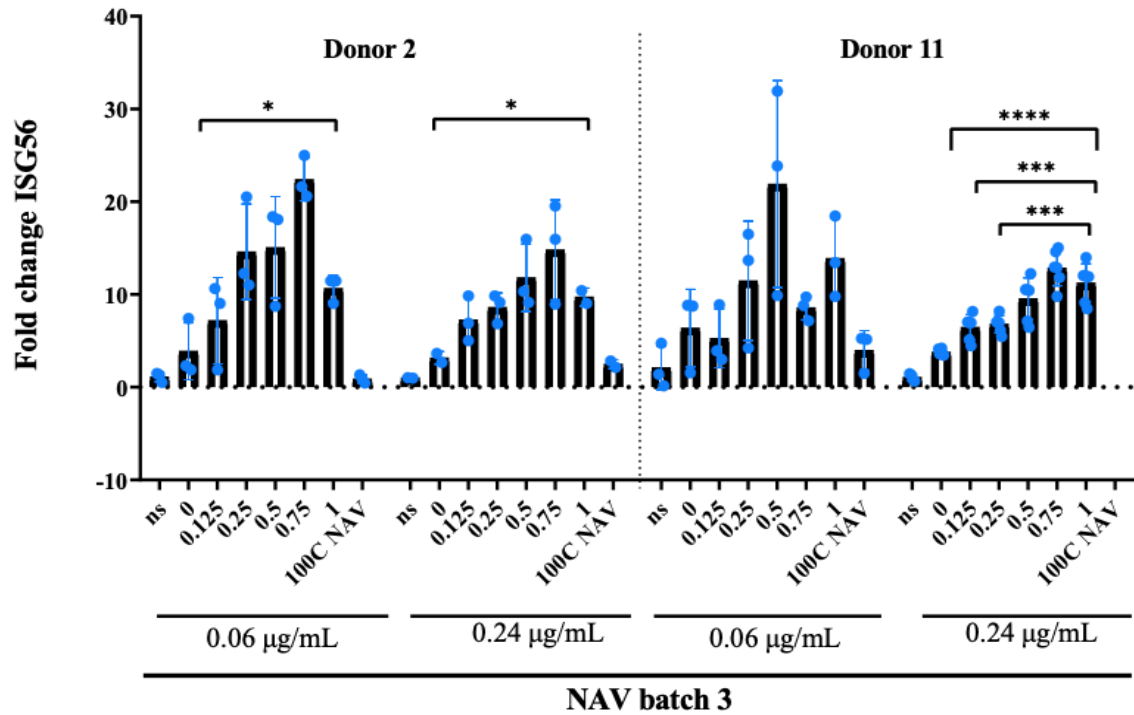 Fold change ISG56
40
30
20
10
0
-10
Donor 2
Donor 11
*
*
****
***
***
ns 0 0.125 0.25 0.5 0.75 1 100C NAV
ns 0 0.125 0.25 0.5 0.75 1 100C NAV
ns 0 0.125 0.25 0.5 0.75 1 100C NAV
ns 0 0.125 0.25 0.5 0.75 1 100C NAV
0.06 μg/mL
0.24 μg/mL
0.06 μg/mL
0.24 μg/mL
NAV batch 3